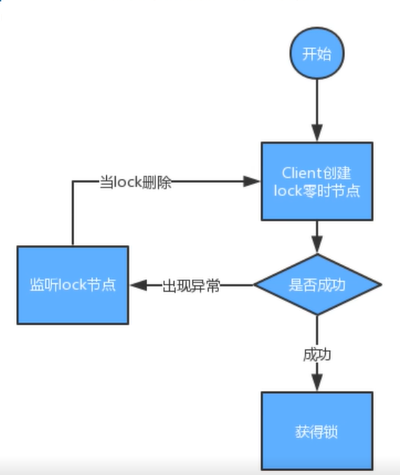 开始
Client创建
lock零时节点
当lock删除
监听lock节点
出现异常
是否成功
成功
获得锁